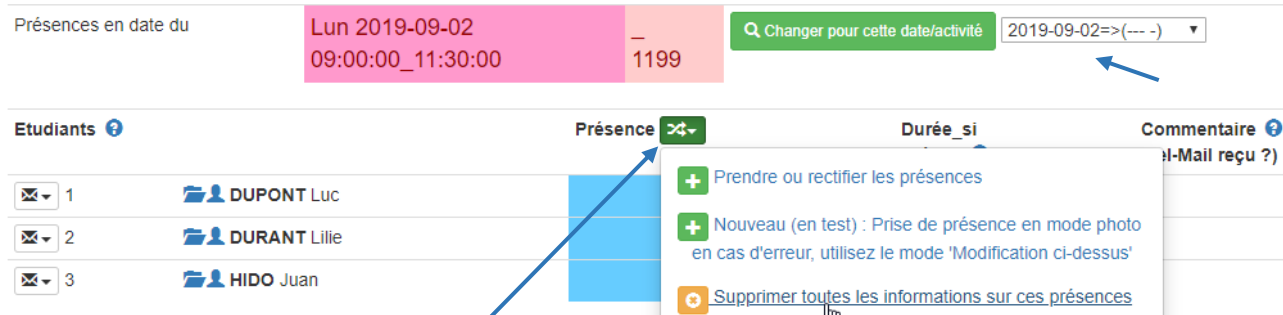 Présences en date du
Lun 2019-09-02
09:00:00_11:30:00
_
1199
Changer pour cette date/activité
2019-09-02=>(--- -)
Etudiants
Présence
Durée_si
Commentaire
el-Mail reçu ?)
1 DUPONT Luc
2 DURANT Lilie
3 HIDO Juan
Prendre ou rectifier les présences
Nouveau (en test) : Prise de présence en mode photo
en cas d'erreur, utilisez le mode 'Modification ci-dessus'
Supprimer toutes les informations sur ces présences